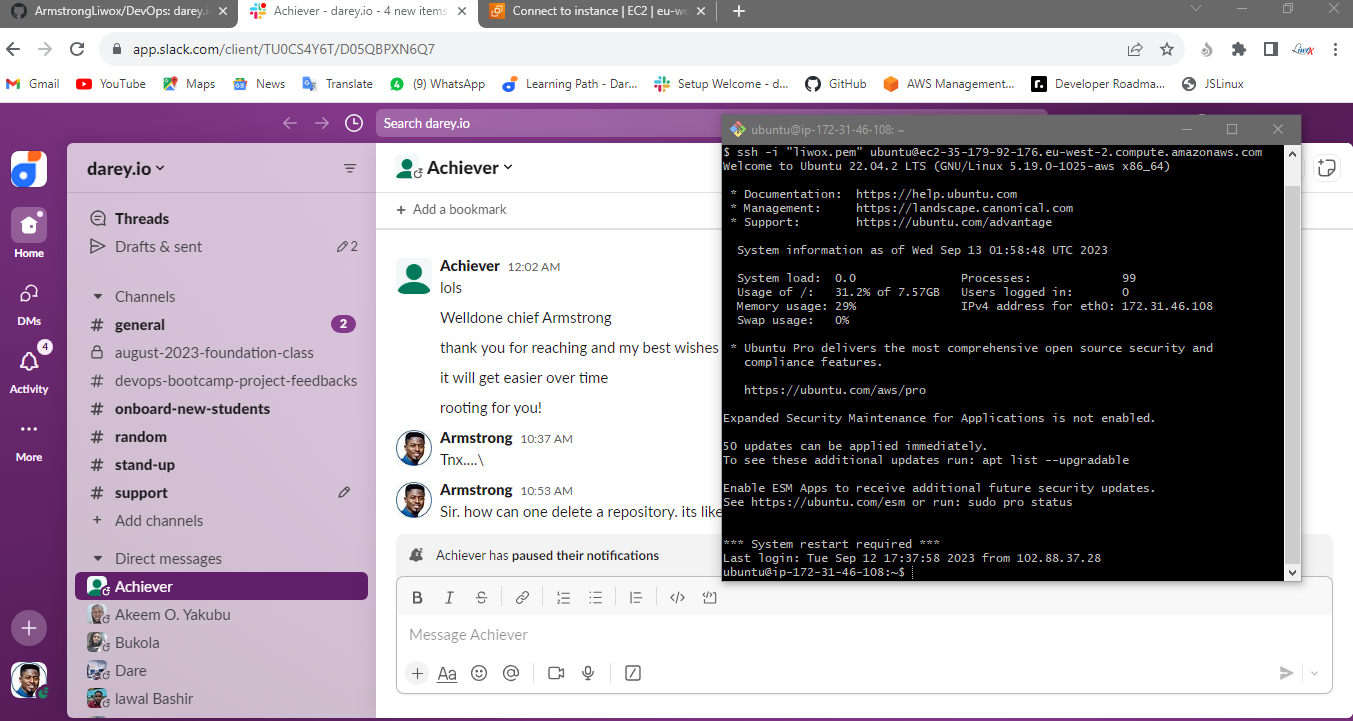 ArmstrongLiwox/DevOps: darey.i
Achiever - darey.io - 4 new items
Connect to instance | EC2 | eu-we
app.slack.com/client/TU0CS4Y6T/D05QBPXN6Q7
Gmail
YouTube
Maps
News
Translate
(9) WhatsApp
Learning Path - Dar...
Setup Welcome - d...
GitHub
AWS Management...
Developer Roadma...
JSLinux
Search darey.io
darey.io
Threads
Drafts & sent
2
Channels
# general
2
august-2023-foundation-class
# devops-bootcamp-project-feedbacks
# onboard-new-students
# random
# stand-up
# support
+ Add channels
Direct messages
Achiever
Akeem O. Yakubu
Bukola
Dare
lawal Bashir
Home
DMs
4
Activity
More
Achiever
+ Add a bookmark
Achiever 12:02 AM
lols
Welldone chief Armstrong
thank you for reaching and my best wishes
it will get easier over time
rooting for you!
Armstrong 10:37 AM
Tnx....\
Armstrong 10:53 AM
Sir. how can one delete a repository. its like
Achiever has paused their notifications
B I S
Message Achiever
+ Aa
ubuntu@ip-172-31-46-108: ~
$ ssh -i "liwox.pem" ubuntu@ec2-35-179-92-176.eu-west-2.compute.amazonaws.com
Welcome to Ubuntu 22.04.2 LTS (GNU/Linux 5.19.0-1025-aws x86_64)
* Documentation: https://help.ubuntu.com
* Management: https://landscape.canonical.com
* Support: https://ubuntu.com/advantage
System information as of Wed Sep 13 01:58:48 UTC 2023
System load: 0.0 Processes: 99
Usage of /: 31.2% of 7.57GB Users logged in: 0
Memory usage: 29% IPv4 address for eth0: 172.31.46.108
Swap usage: 0%
* Ubuntu Pro delivers the most comprehensive open source security and
compliance features.
https://ubuntu.com/aws/pro
Expanded Security Maintenance for Applications is not enabled.
50 updates can be applied immediately.
To see these additional updates run: apt list --upgradable
Enable ESM Apps to receive additional future security updates.
See https://ubuntu.com/esm or run: sudo pro status
*** System restart required ***
Last login: Tue Sep 12 17:37:58 2023 from 102.88.37.28
ubuntu@ip-172-31-46-108:~$